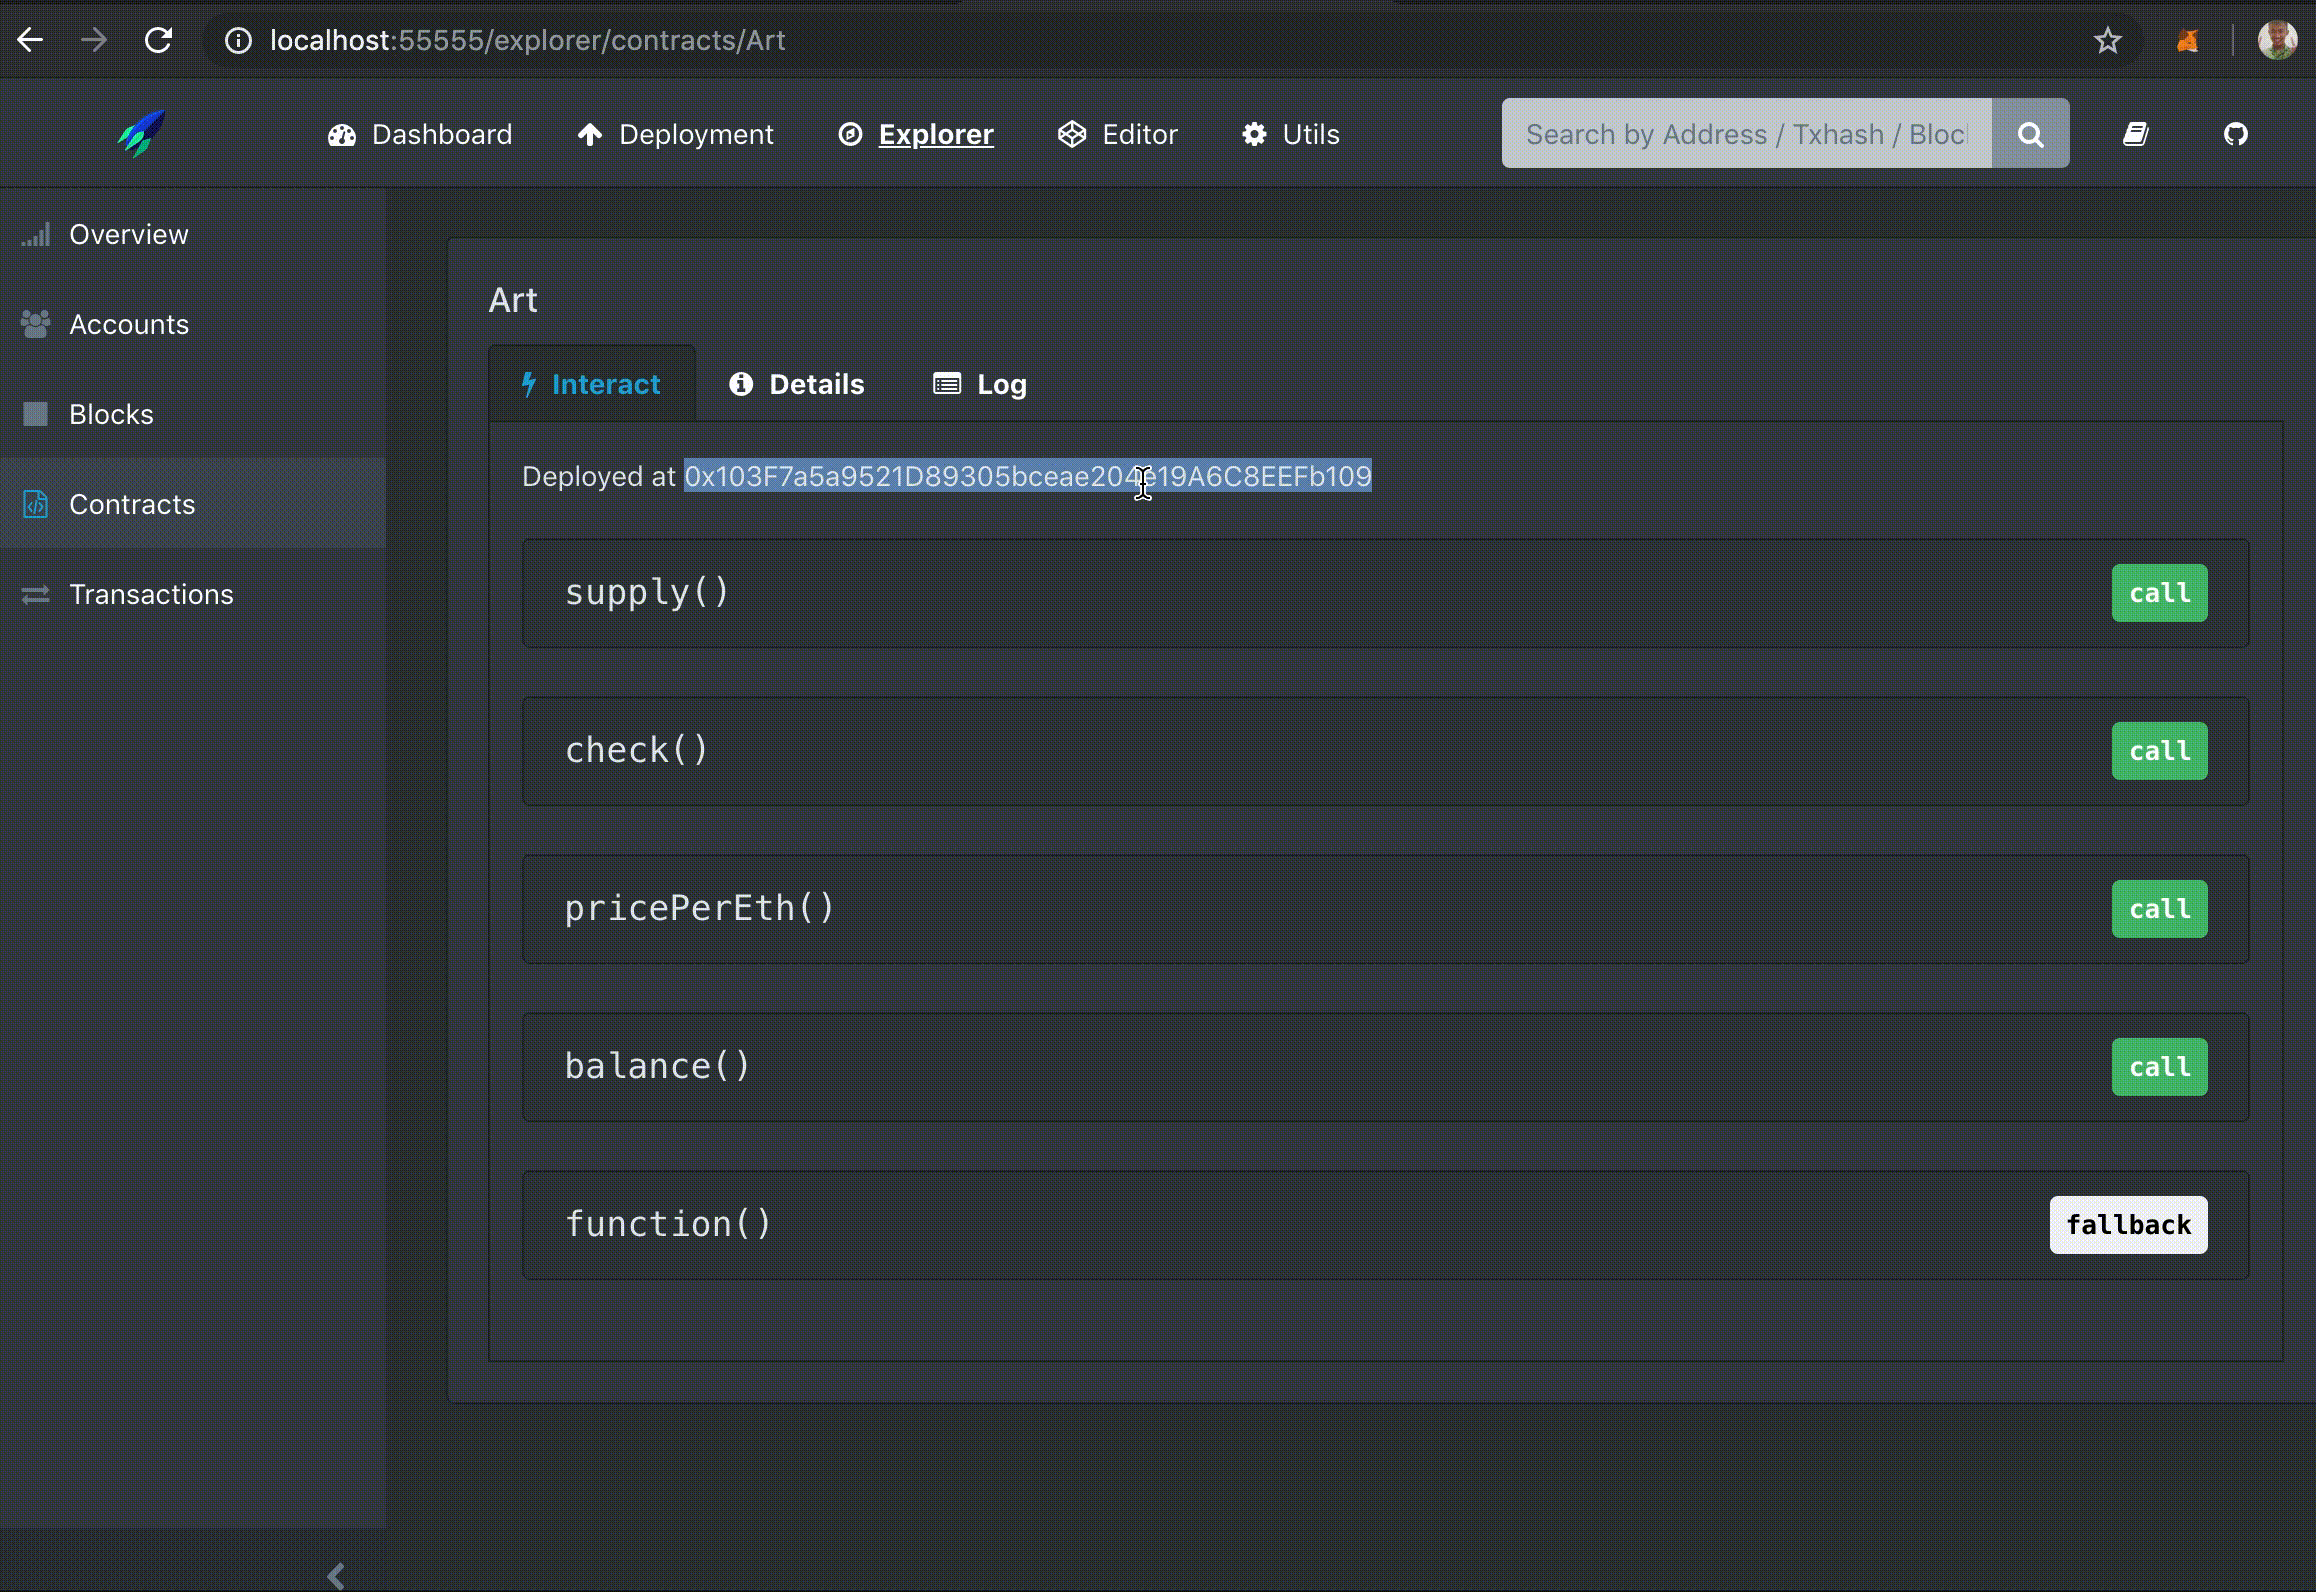 localhost:55555/explorer/contracts/Art
Dashboard Deployment Explorer Editor Utils Search by Address / Txhash / Bloc
Overview
Accounts
Blocks
Contracts
Transactions
Art
Interact Details Log
Deployed at 0x103F7a5a9521D89305bceae204e19A6C8EEFb109
supply() call
check() call
pricePerEth() call
balance() call
function() fallback